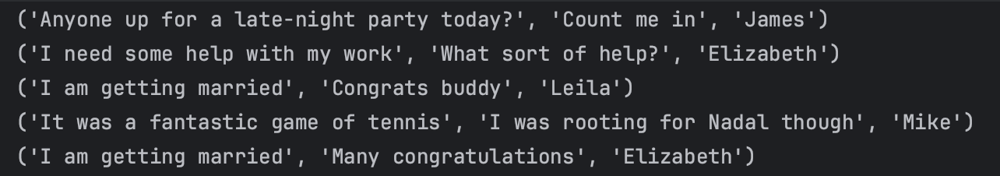 ('Anyone up for a late-night party today?', 'Count me in', 'James')
('I need some help with my work', 'What sort of help?', 'Elizabeth')
('I am getting married', 'Congrats buddy', 'Leila')
('It was a fantastic game of tennis', 'I was rooting for Nadal though', 'Mike')
('I am getting married', 'Many congratulations', 'Elizabeth')